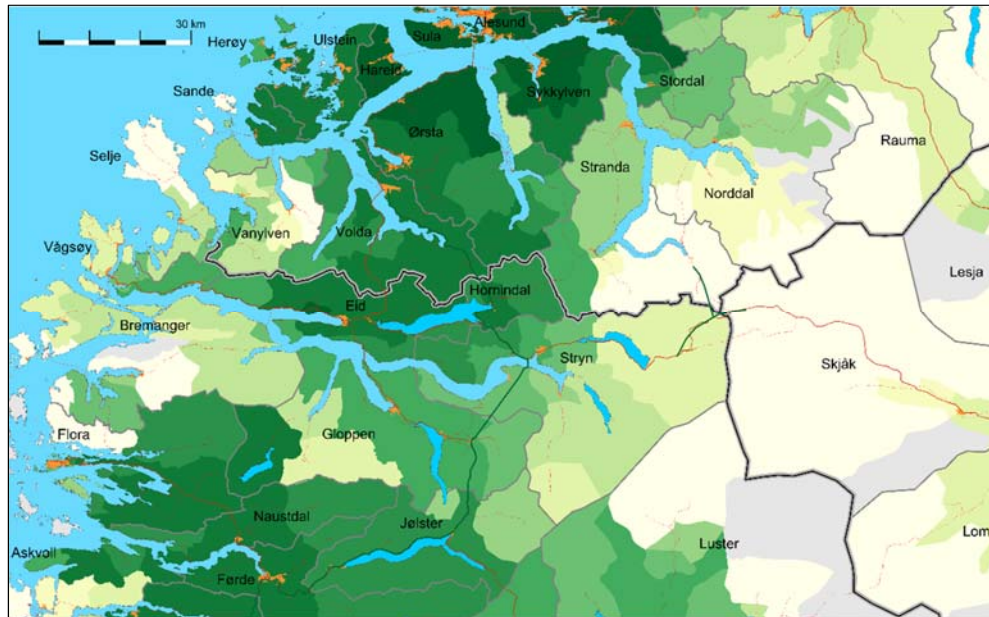 30 km
Ålesund
Sula
Ulstein
Herøy
Hareid
Sykkylven
Stordal
Sande
Ørsta
Rauma
Selje
Stranda
Norddal
Vanylven
Volda
Vågsøy
Lesja
Hornindal
Eid
Bremanger
Stryn
Skjåk
Flora
Gloppen
Naustdal
Jølster
Luster
Lom
Askvoll
Førde